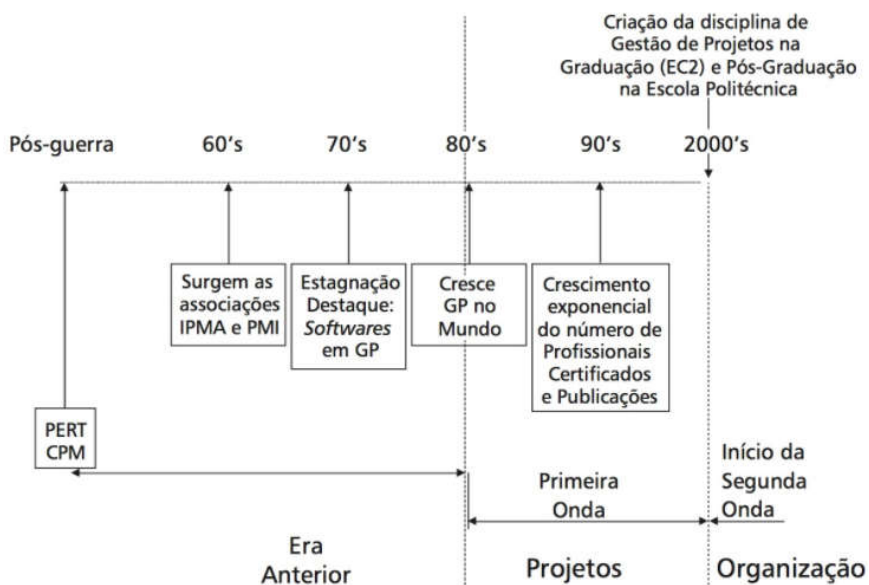 Criação da disciplina de
Gestão de Projetos na
Graduação (EC2) e Pós-Graduação
na Escola Politécnica
Pós-guerra
60's
70's
80's
90's
2000's
Surgem as
associações
IPMA e PMI
Estagnação
Destaque:
Softwares
em GP
Cresce
GP no
Mundo
Crescimento
exponencial
do número de
Profissionais
Certificados
e Publicações
PERT
CPM
Primeira
Onda
Início da
Segunda
Onda
Era
Anterior
Projetos
Organização